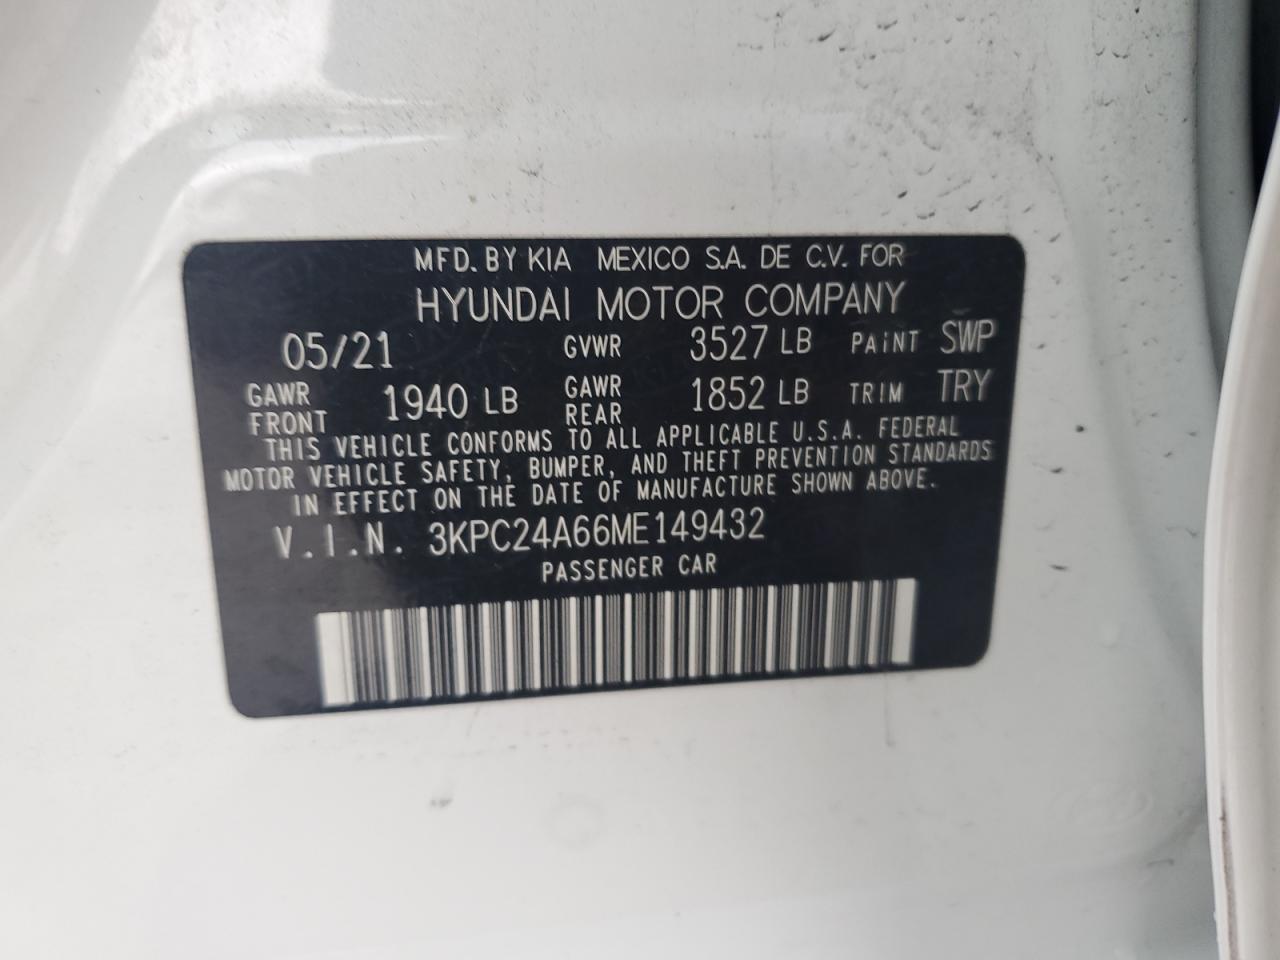 MFD. BY KIA MEXICO S.A. DE C.V. FOR
HYUNDAI MOTOR COMPANY
05/21 GVWR 3527 LB PAINT SWP
GAWR FRONT 1940 LB GAWR REAR 1852 LB TRIM TRY
THIS VEHICLE CONFORMS TO ALL APPLICABLE U.S.A. FEDERAL
MOTOR VEHICLE SAFETY, BUMPER, AND THEFT PREVENTION STANDARDS
IN EFFECT ON THE DATE OF MANUFACTURE SHOWN ABOVE.
V.I.N. 3KPC24A66ME149432
PASSENGER CAR